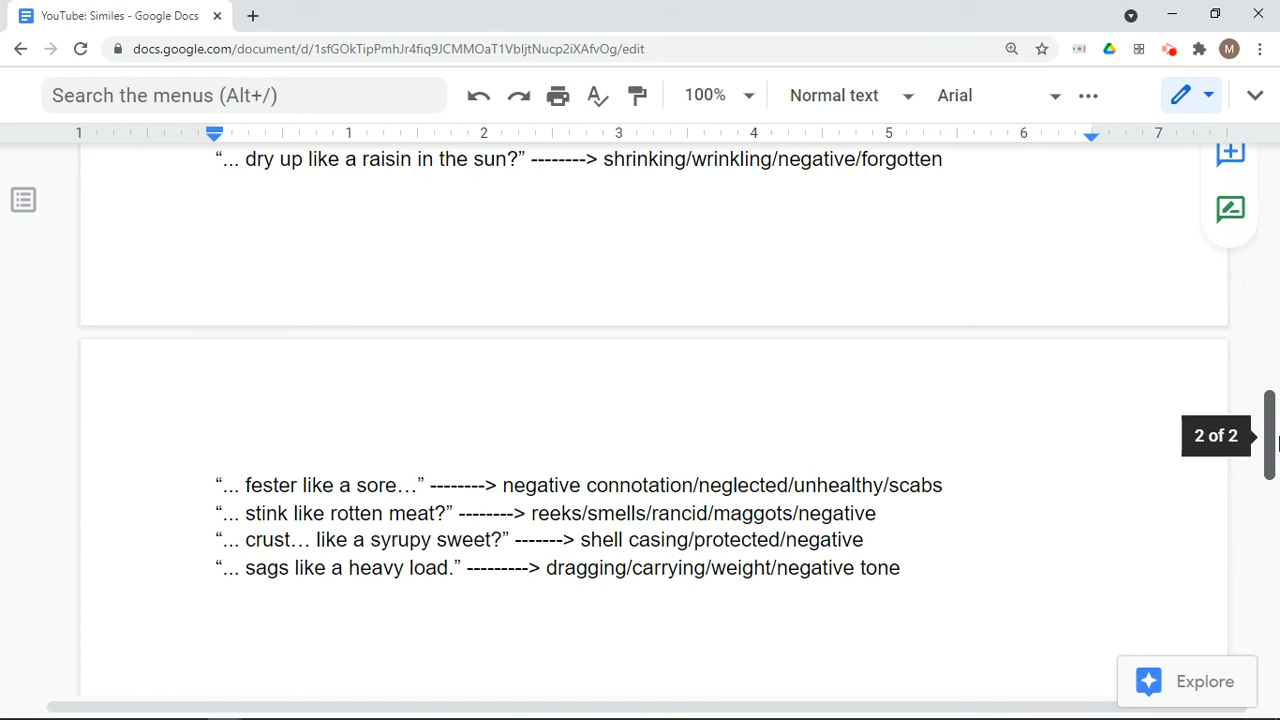 YouTube: Similes - Google Docs
docs.google.com/document/d/1sfGOkTipPmhJr4fiq9JCMMOaT1VbljtNucp2iXAfvOg/edit
M
Search the menus (Alt+/)
100%
Normal text
Arial
1 1 2 3 4 5 6 7
“... dry up like a raisin in the sun?” --------> shrinking/wrinkling/negative/forgotten
2 of 2
“... fester like a sore…” --------> negative connotation/neglected/unhealthy/scabs
“... stink like rotten meat?” --------> reeks/smells/rancid/maggots/negative
“... crust… like a syrupy sweet?” -------> shell casing/protected/negative
“... sags like a heavy load.” ---------> dragging/carrying/weight/negative tone
Explore